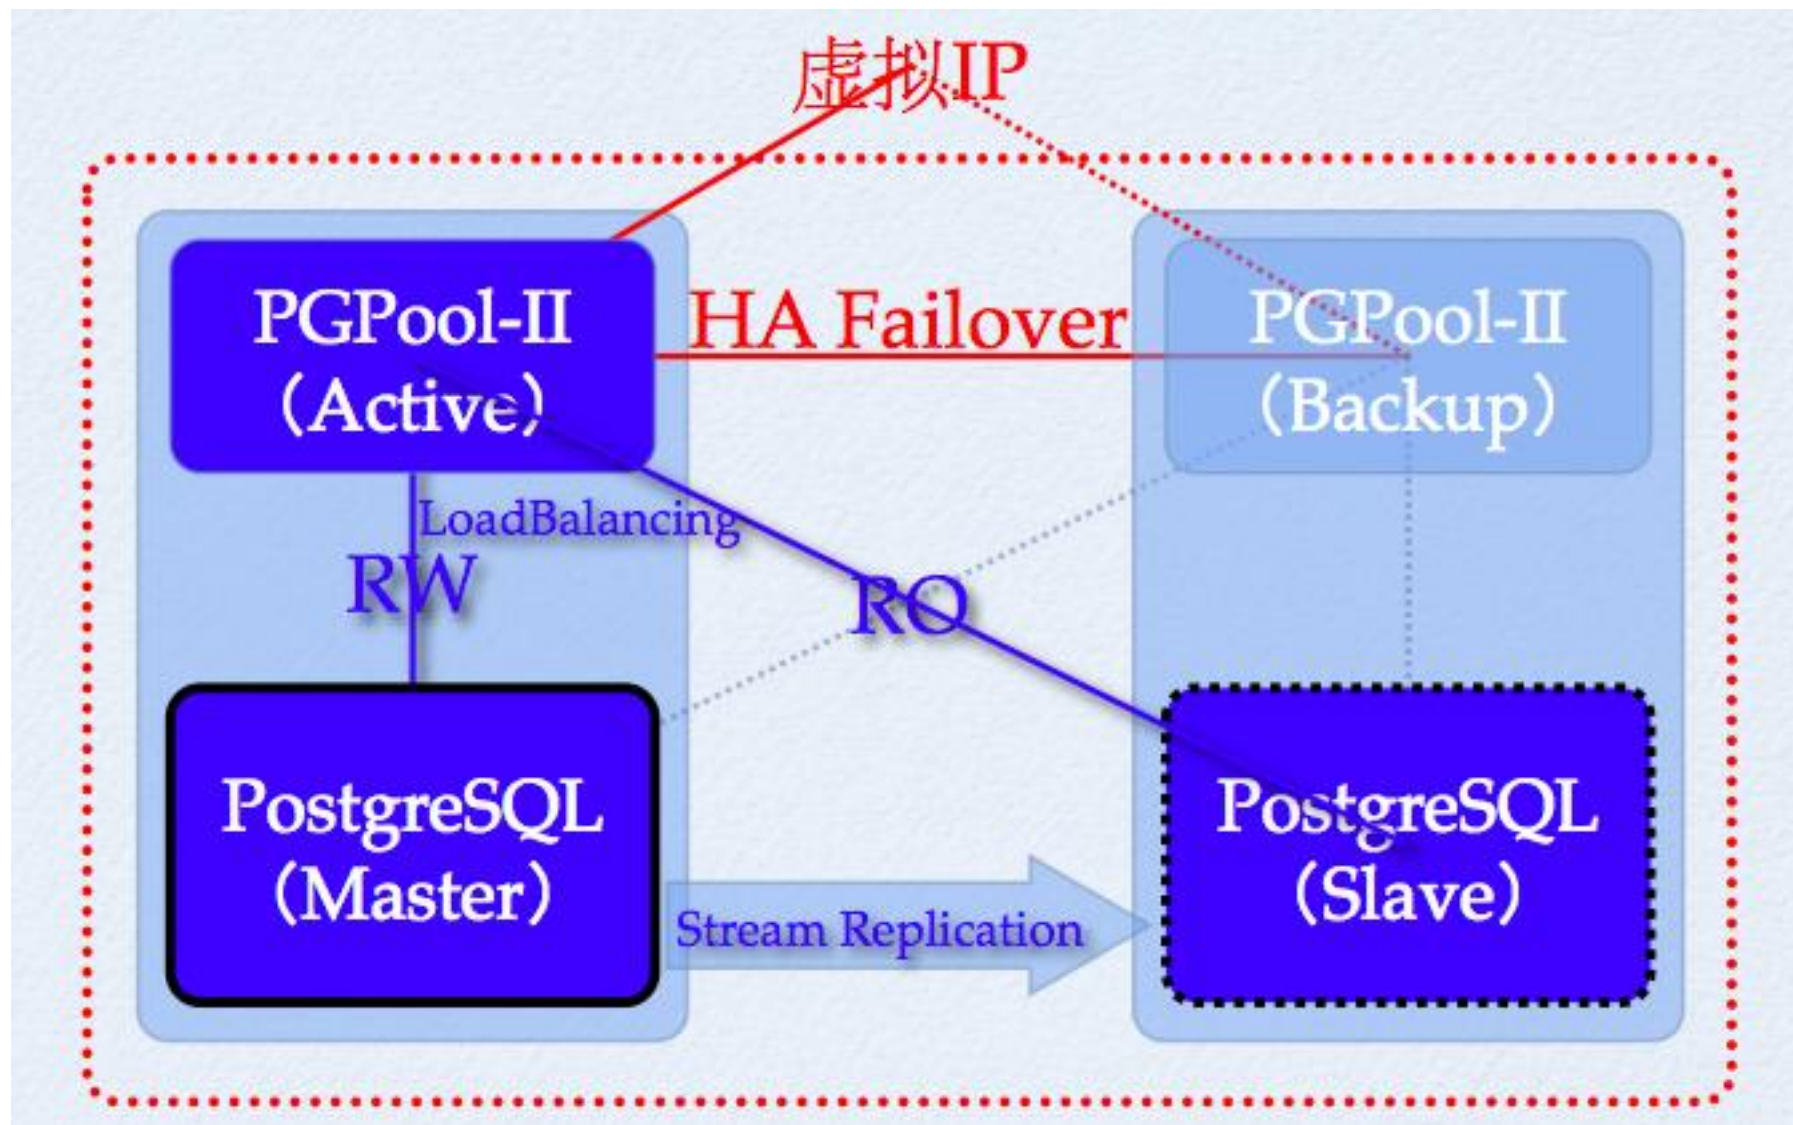 虚拟IP
PGPool-II
（Active）
HA Failover
PGPool-II
（Backup）
LoadBalancing
RW
RO
PostgreSQL
（Master）
Stream Replication
PostgreSQL
（Slave）